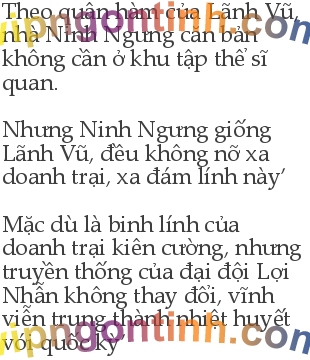 Theo quân hàm của Lãnh Vũ,
nhà Ninh Ngưng căn bản
không cần ở khu tập thể sĩ
quan.
Nhưng Ninh Ngưng giống
Lãnh Vũ, đều không nỡ xa
doanh trại, xa đám lính này’
Mặc dù là binh lính của
doanh trại kiên cường, nhưng
truyền thống của đại đội Lợi
Nhẫn không thay đổi, vĩnh
viễn trung thành nhiệt huyết
với quốc kỳ
vipngontinh.com
vipngontinh.com